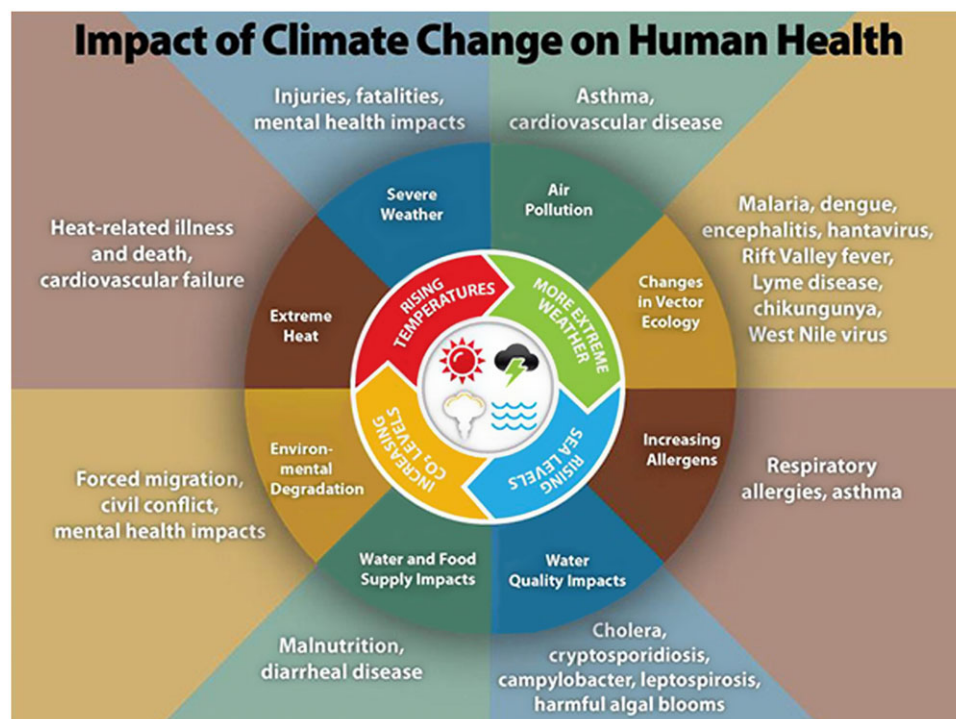 Impact of Climate Change on Human Health
Injuries, fatalities,
mental health impacts
Asthma,
cardiovascular disease
Severe
Weather
Air
Pollution
Heat-related illness
and death,
cardiovascular failure
Malaria, dengue,
encephalitis, hantavirus,
Rift Valley fever,
Lyme disease,
chikungunya,
West Nile virus
Extreme
Heat
Changes
in Vector
Ecology
RISING
TEMPERATURES
MORE EXTREME
WEATHER
INCREASING
CO₂ LEVELS
RISING
SEA LEVELS
Environ-
mental
Degradation
Increasing
Allergens
Forced migration,
civil conflict,
mental health impacts
Respiratory
allergies, asthma
Water and Food
Supply Impacts
Water
Quality Impacts
Malnutrition,
diarrheal disease
Cholera,
cryptosporidiosis,
campylobacter, leptospirosis,
harmful algal blooms